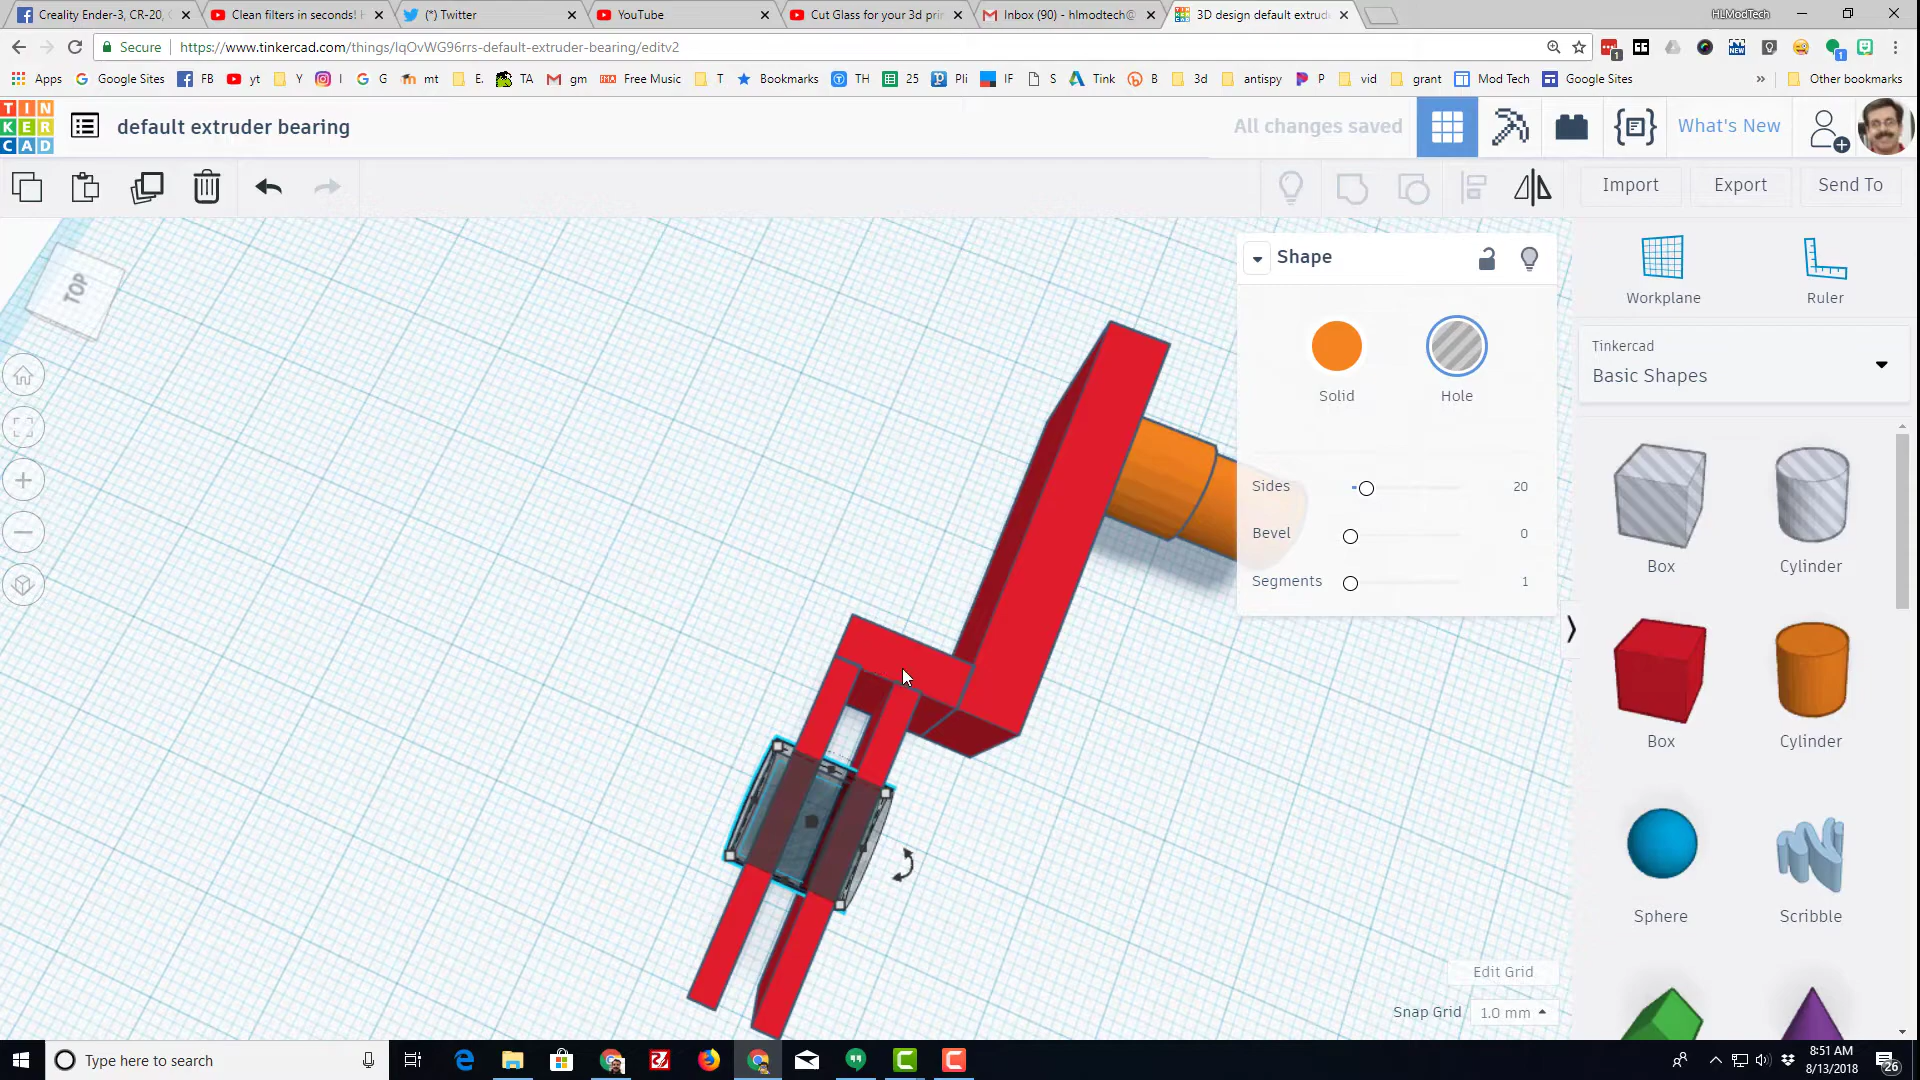 Creality Ender-3, CR-20,
Clean filters in seconds!
(*) Twitter
YouTube
Cut Glass for your 3d prin
Inbox (90) - hlmodtech@
3D design default extrud
HLModTech
Secure
https://www.tinkercad.com/things/lqOvWG96rrs-default-extruder-bearing/editv2
Apps
Google Sites
FB
yt
Y
I
G
mt
E.
TA
gm
Free Music
T
Bookmarks
TH
25
Pli
IF
S
Tink
B
3d
antispy
P
vid
grant
Mod Tech
Google Sites
Other bookmarks
TIN
KER
CAD
default extruder bearing
All changes saved
What's New
Import
Export
Send To
TOP
Shape
Solid
Hole
Sides
20
Bevel
0
Segments
1
Workplane
Ruler
Tinkercad
Basic Shapes
Box
Cylinder
Box
Cylinder
Sphere
Scribble
Edit Grid
Snap Grid
1.0 mm
Type here to search
8:51 AM
8/13/2018
26